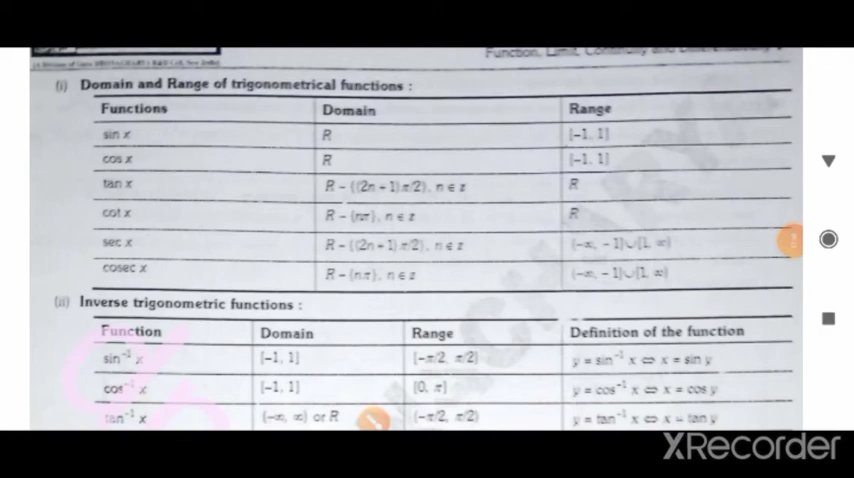 Function, Limit, Continuity and Differentiability
(i) Domain and Range of trigonometrical functions :
Functions Domain Range
sin x R [–1, 1]
cos x R [–1, 1]
tan x R – {(2n + 1) π/2}, n ∈ z R
cot x R – {nπ}, n ∈ z R
sec x R – {(2n + 1) π/2}, n ∈ z (–∞, –1]∪[1, ∞)
cosec x R – {nπ}, n ∈ z (–∞, –1]∪[1, ∞)
(ii) Inverse trigonometric functions :
Function Domain Range Definition of the function
sin⁻¹ x [–1, 1] [–π/2, π/2] y = sin⁻¹ x ⇔ x = sin y
cos⁻¹ x [–1, 1] [0, π] y = cos⁻¹ x ⇔ x = cos y
tan⁻¹ x (–∞, ∞) or R (–π/2, π/2) y = tan⁻¹ x ⇔ x = tan y
XRecorder